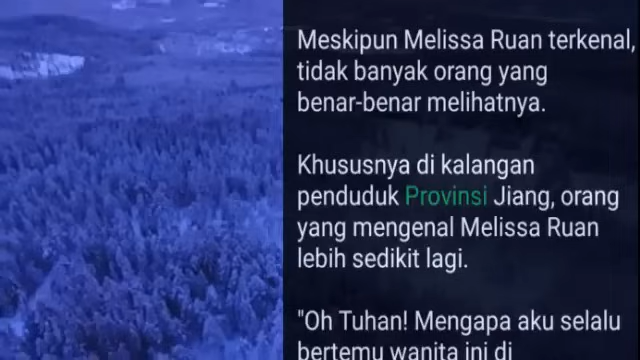 Meskipun Melissa Ruan terkenal,
tidak banyak orang yang
benar-benar melihatnya.
Khususnya di kalangan
penduduk Provinsi Jiang, orang
yang mengenal Melissa Ruan
lebih sedikit lagi.
"Oh Tuhan! Mengapa aku selalu
bertemu wanita ini di